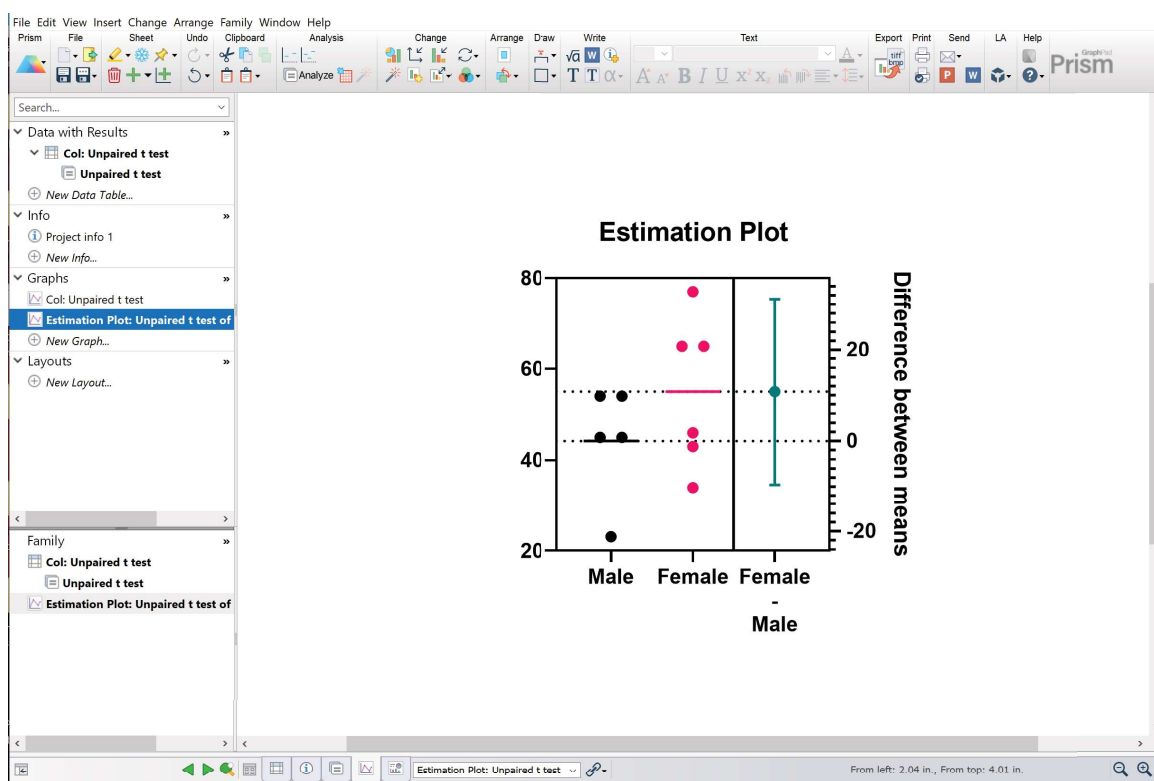 File Edit View Insert Change Arrange Family Window Help
Prism File Sheet Undo Clipboard Analysis Change Arrange Draw Write Text Export Print Send LA Help
√α W tiff GraphPad
bmp Prism
Analyze T T α A A B I U X² X₂ P W ?
Search...
Data with Results »
Col: Unpaired t test
Unpaired t test
New Data Table...
Info »
Project info 1
New Info...
Graphs »
Col: Unpaired t test
Estimation Plot: Unpaired t test of
New Graph...
Layouts »
New Layout...
Family »
Col: Unpaired t test
Unpaired t test
Estimation Plot: Unpaired t test of
Estimation Plot
80
60
40
20
Male Female Female
-
Male
20
0
-20
Difference between means
Estimation Plot: Unpaired t test
From left: 2.04 in., From top: 4.01 in.